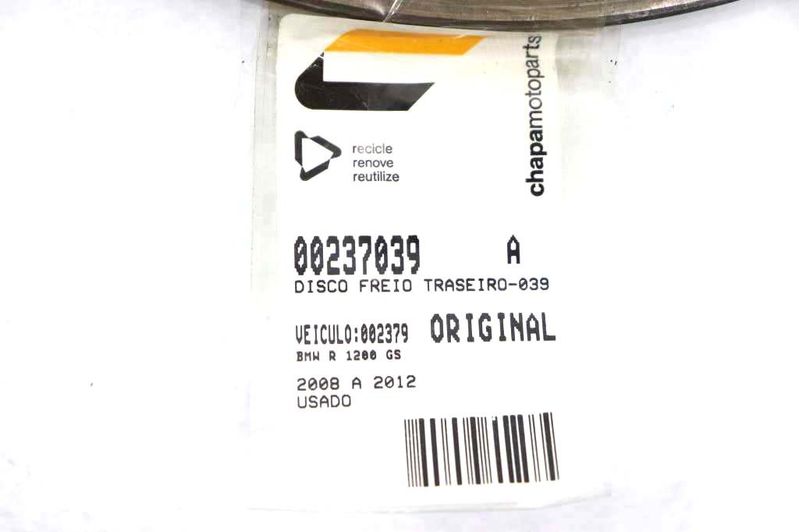 chapamotoparts
recicle
renove
reutilize
00237039 A
DISCO FREIO TRASEIRO-039
VEICULO:002379 ORIGINAL
BMW R 1200 GS
2008 A 2012
USADO